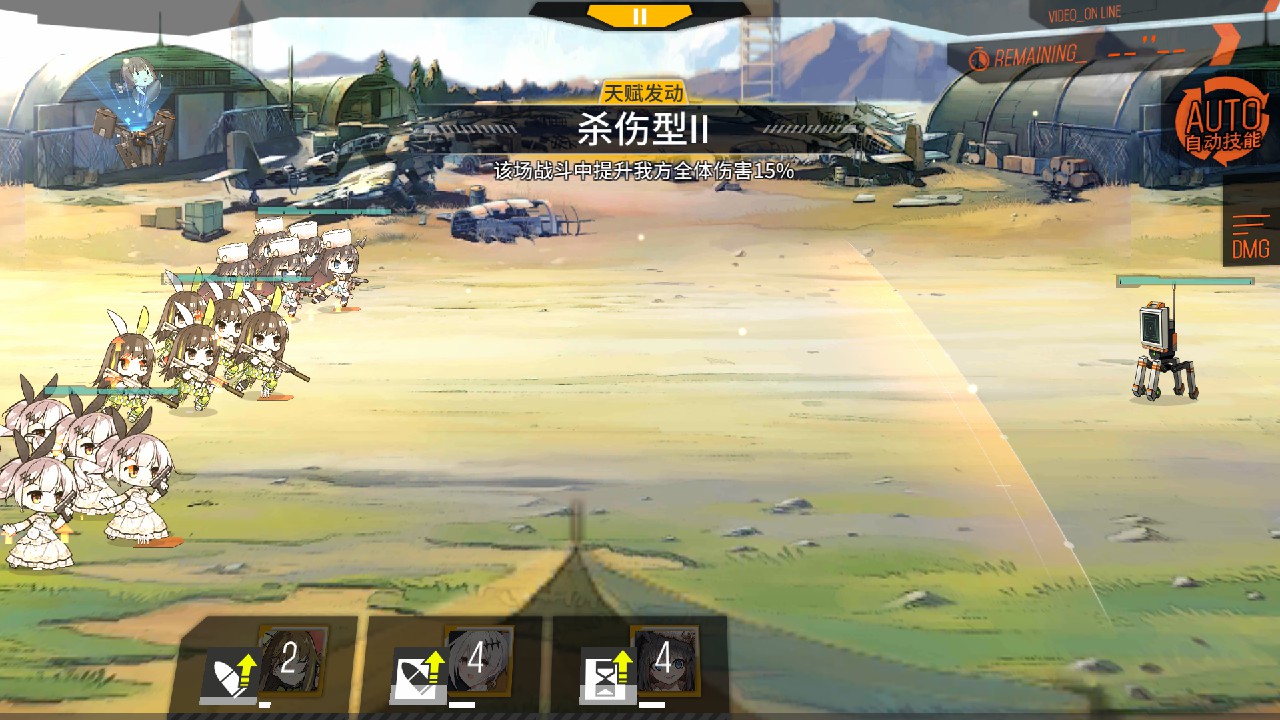 VIDEO_ON LINE
REMAINING_ _ _ " _ _
天赋发动
杀伤型II
该场战斗中提升我方全体伤害15%
AUTO
自动技能
DMG
2
4
4